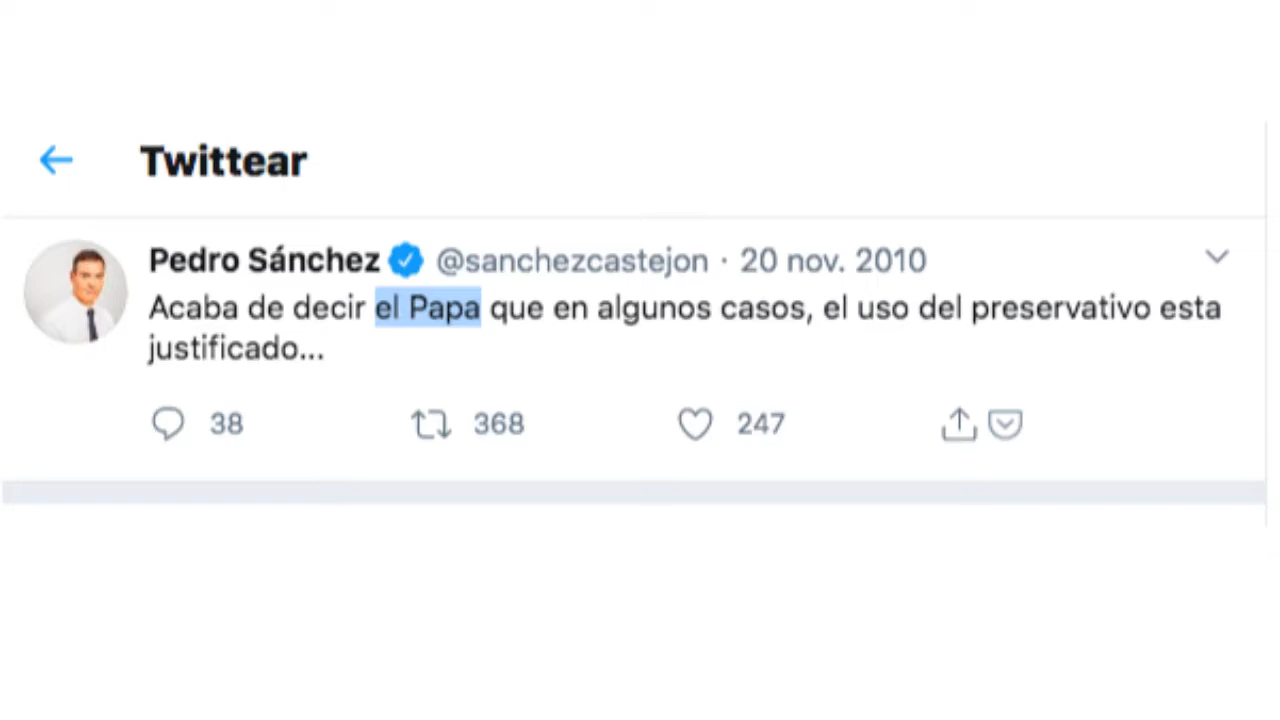 Twittear
Pedro Sánchez @sanchezcastejon · 20 nov. 2010
Acaba de decir el Papa que en algunos casos, el uso del preservativo esta
justificado...
38 368 247